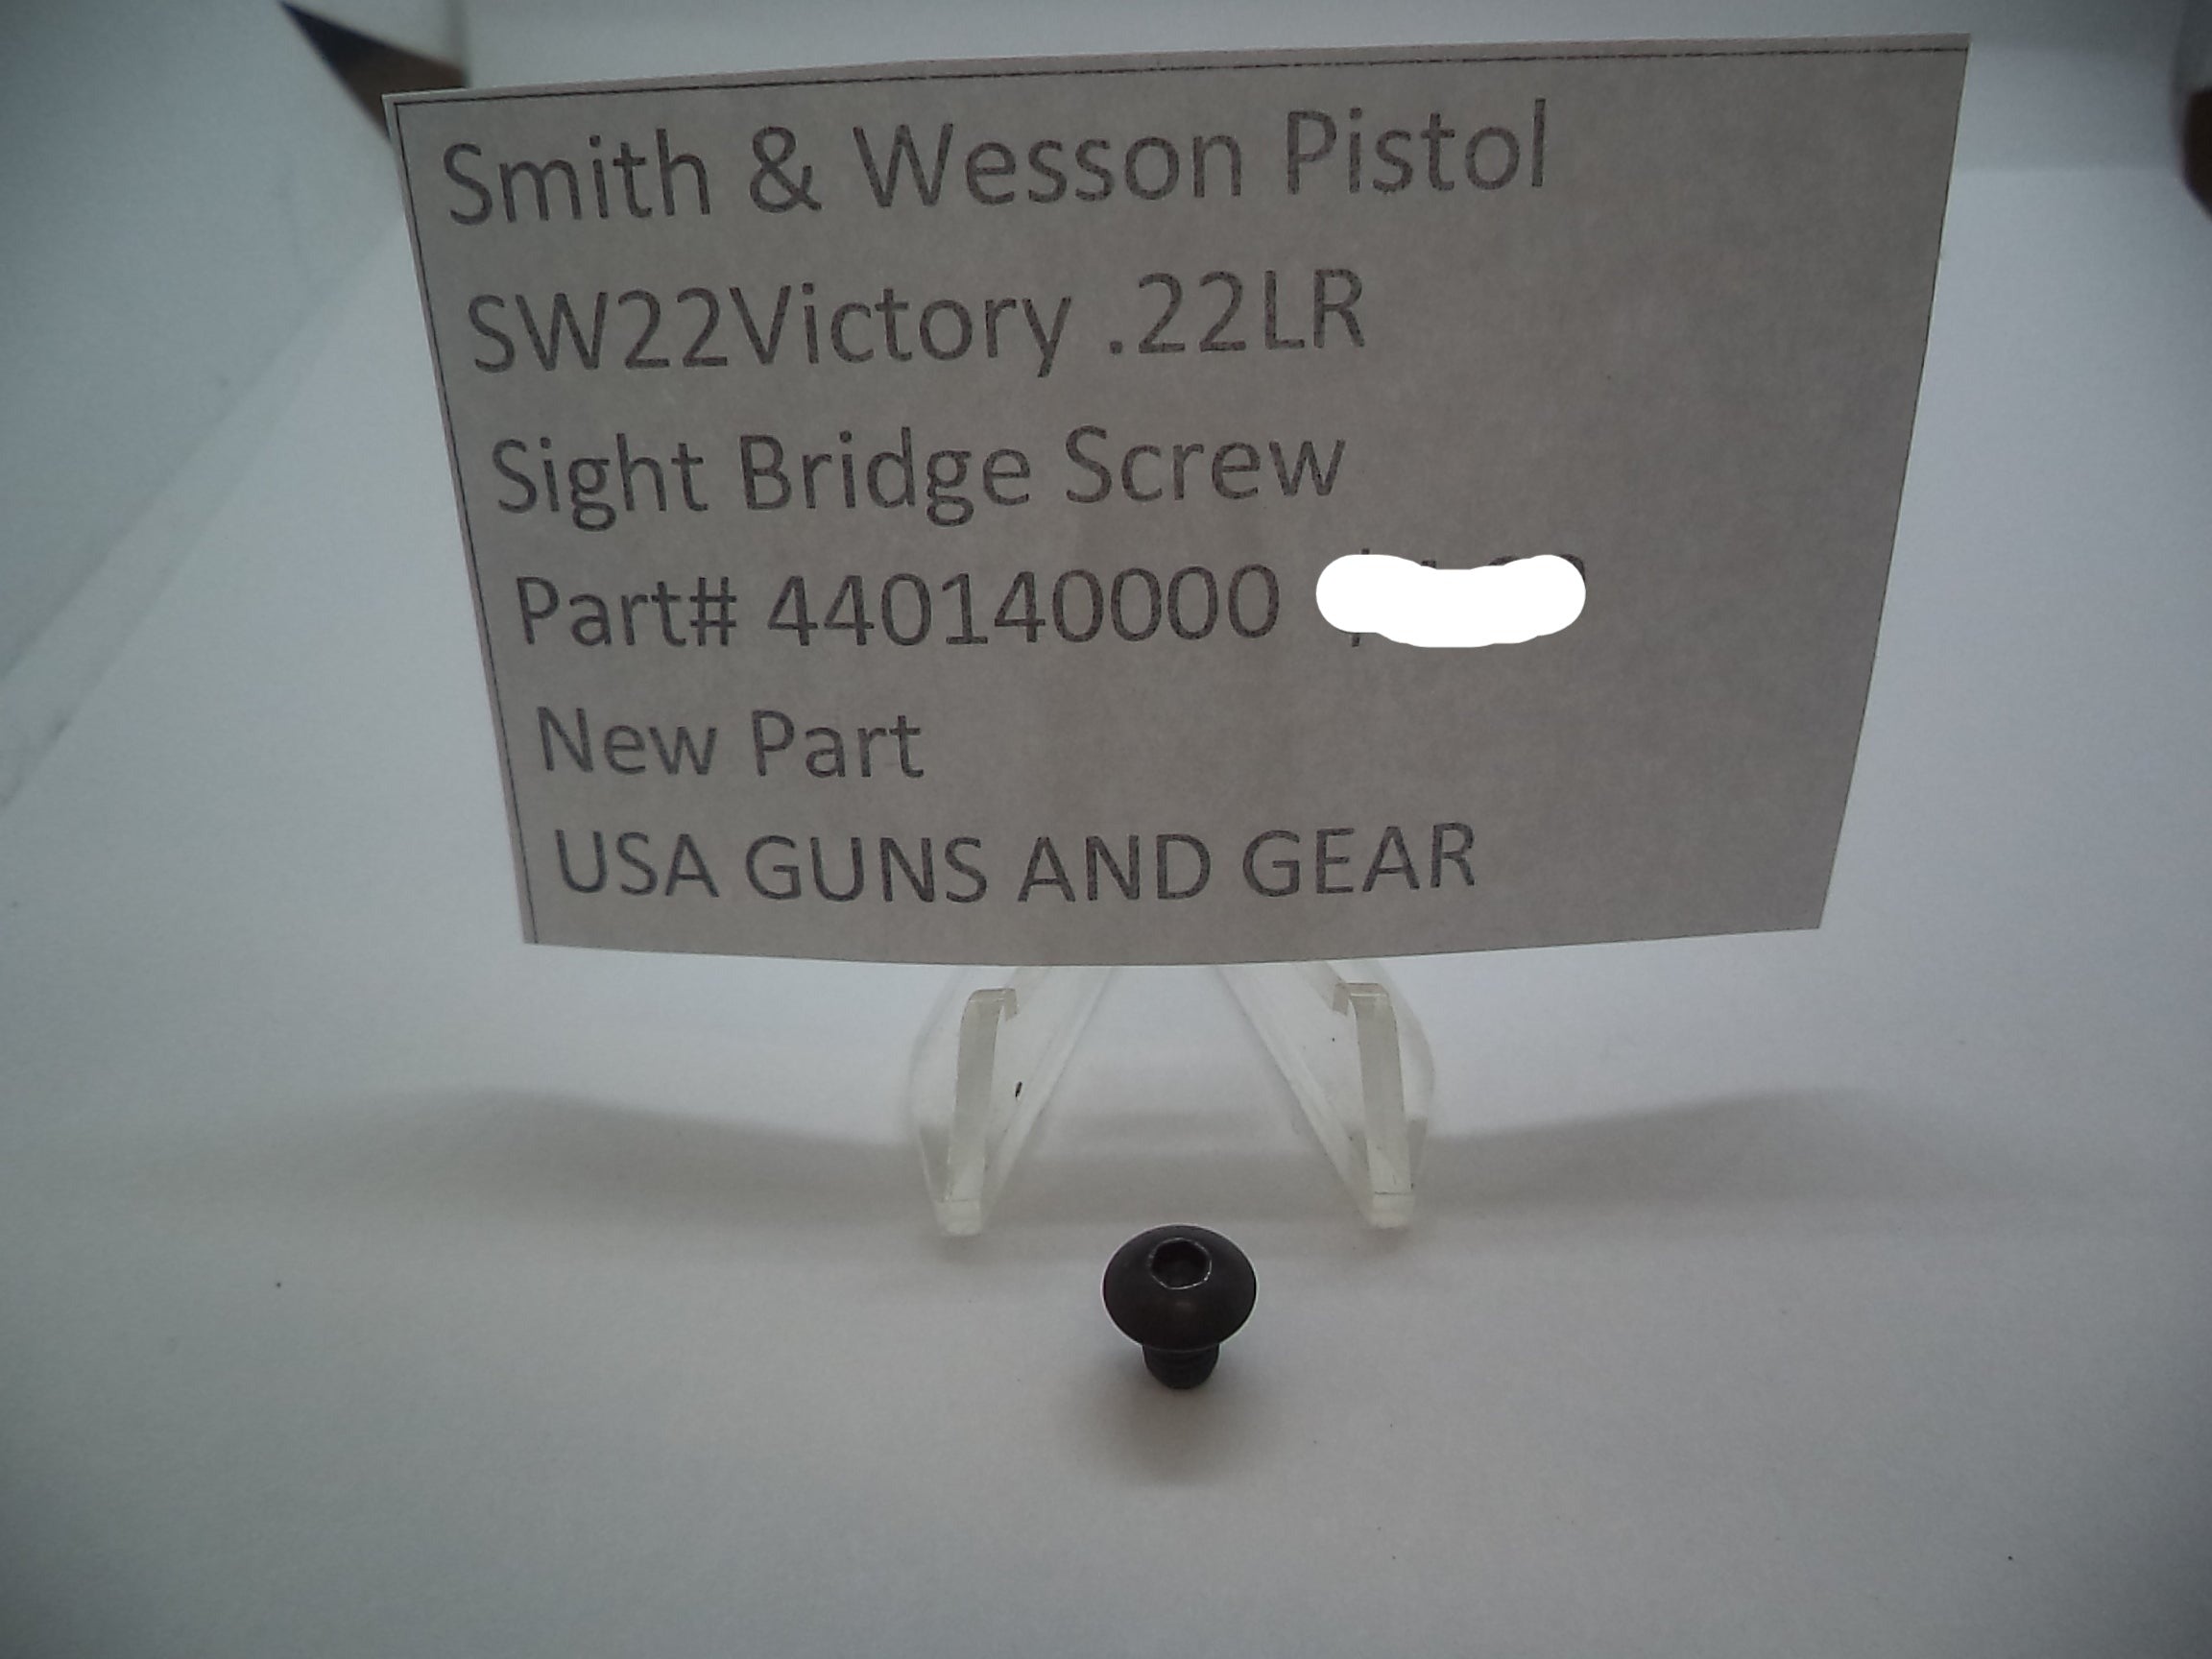 Smith & Wesson Pistol
SW22Victory .22LR
Sight Bridge Screw
Part# 440140000
New Part
USA GUNS AND GEAR